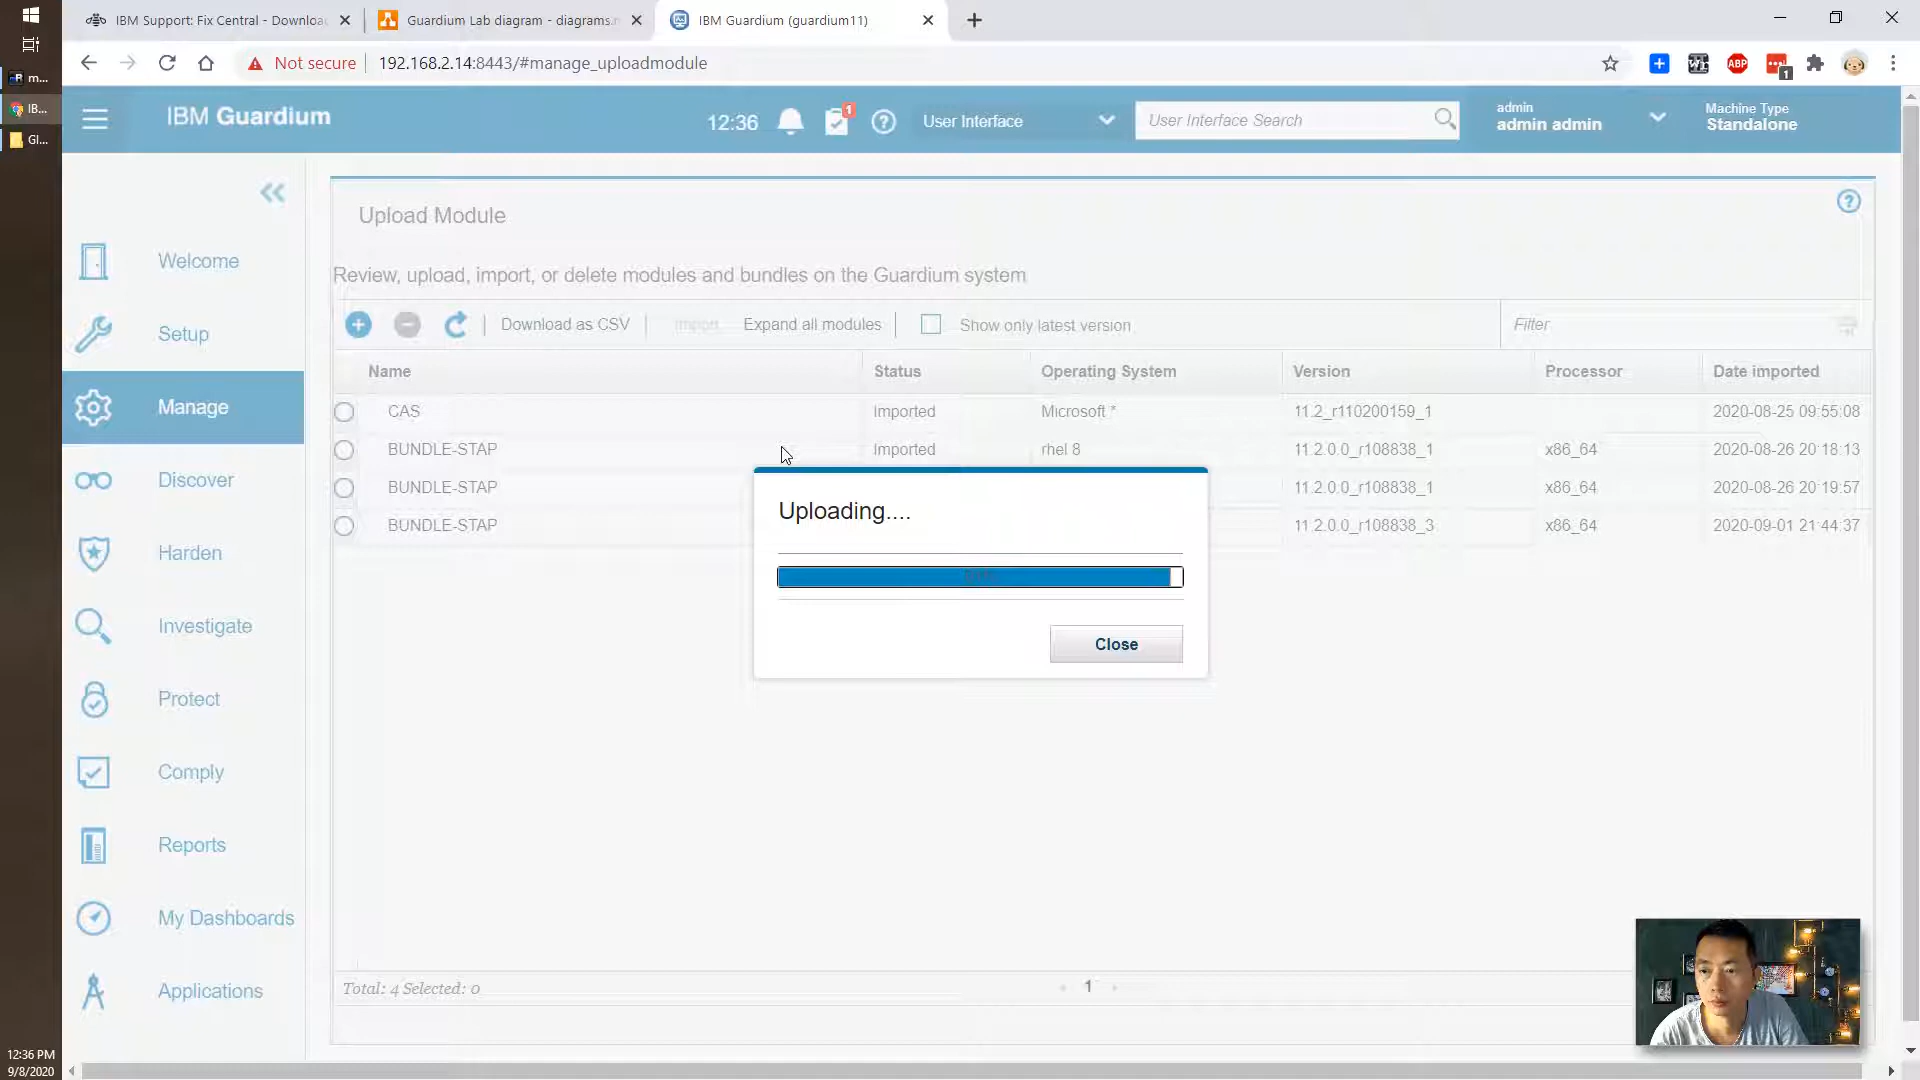 IBM Support: Fix Central - Downloa
Guardium Lab diagram - diagrams.n
IBM Guardium (guardium11)
m...
IB...
GI...
Not secure
192.168.2.14:8443/#manage_uploadmodule
ABP
1
IBM Guardium
12:36
1
User Interface
User Interface Search
admin
admin admin
Machine Type
Standalone
Welcome
Setup
Manage
Discover
Harden
Investigate
Protect
Comply
Reports
My Dashboards
Applications
Upload Module
Review, upload, import, or delete modules and bundles on the Guardium system
Download as CSV
Import
Expand all modules
Show only latest version
Filter
Name Status Operating System Version Processor Date imported
CAS Imported Microsoft * 11.2_r110200159_1 2020-08-25 09:55:08
BUNDLE-STAP Imported rhel 8 11.2.0.0_r108838_1 x86_64 2020-08-26 20:18:13
BUNDLE-STAP 11.2.0.0_r108838_1 x86_64 2020-08-26 20:19:57
BUNDLE-STAP 11.2.0.0_r108838_3 x86_64 2020-09-01 21:44:37
Uploading....
Close
Total: 4 Selected: 0
1
12:36 PM
9/8/2020